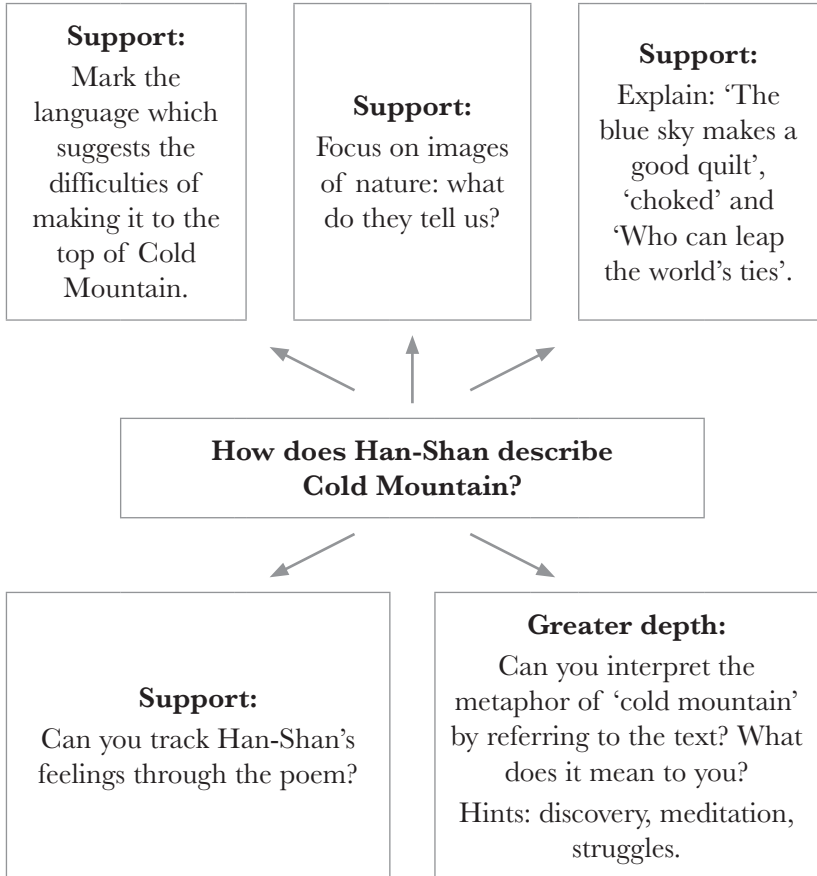 Support:
Mark the
language which
suggests the
difficulties of
making it to the
top of Cold
Mountain.
Support:
Focus on images
of nature: what
do they tell us?
Support:
Explain: ‘The
blue sky makes a
good quilt’,
‘choked’ and
‘Who can leap
the world’s ties’.
How does Han-Shan describe
Cold Mountain?
Support:
Can you track Han-Shan’s
feelings through the poem?
Greater depth:
Can you interpret the
metaphor of ‘cold mountain’
by referring to the text? What
does it mean to you?
Hints: discovery, meditation,
struggles.